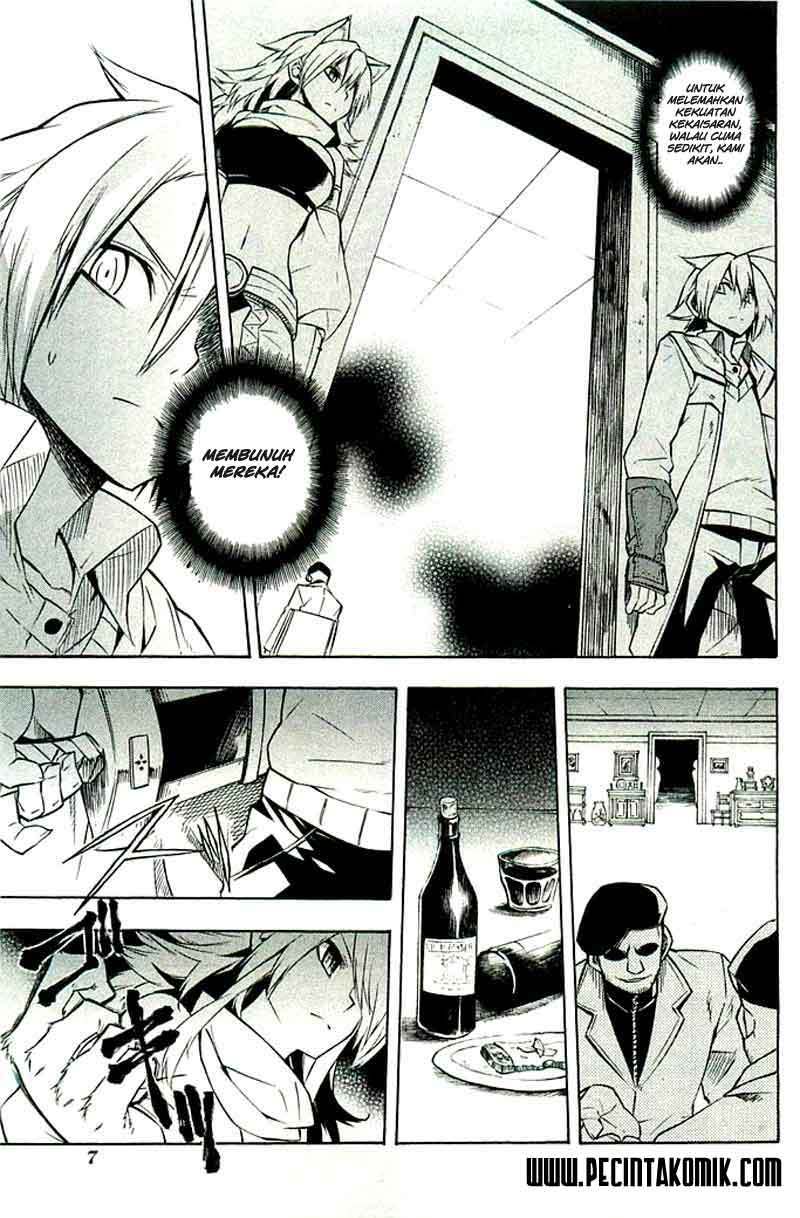 UNTUK
MELEMAHKAN
KEKUATAN
KEKAISARAN,
WALAU CUMA
SEDIKIT, KAMI
AKAN..
MEMBUNUH
MEREKA!
7
WWW.PECINTAKOMIK.COM